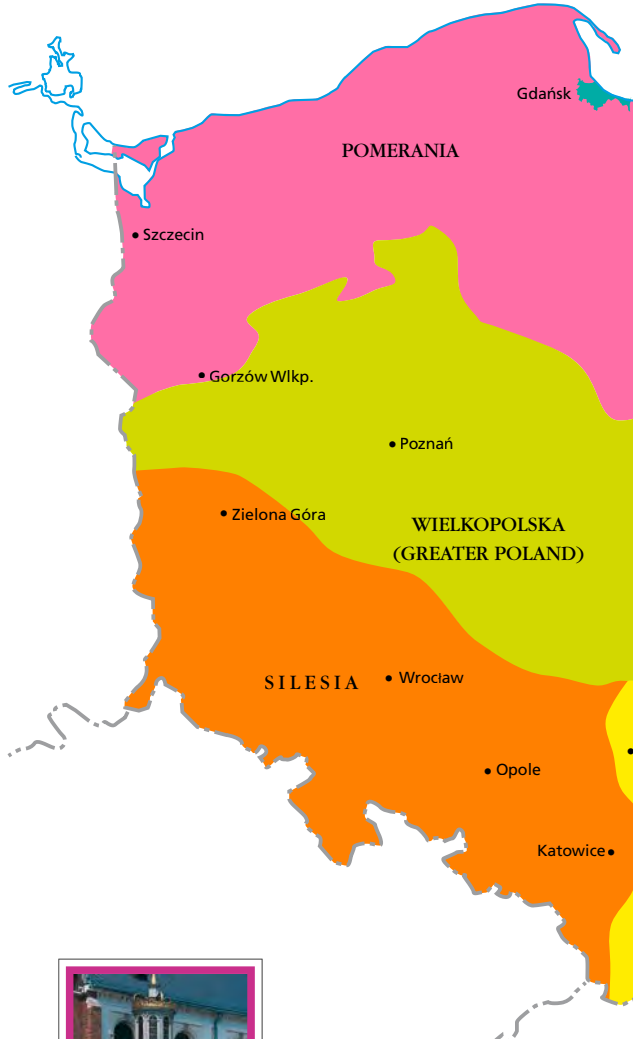 Gdańsk
POMERANIA
Szczecin
Gorzów Wlkp.
Poznań
Zielona Góra
WIELKOPOLSKA
(GREATER POLAND)
SILESIA
Wrocław
Opole
Katowice